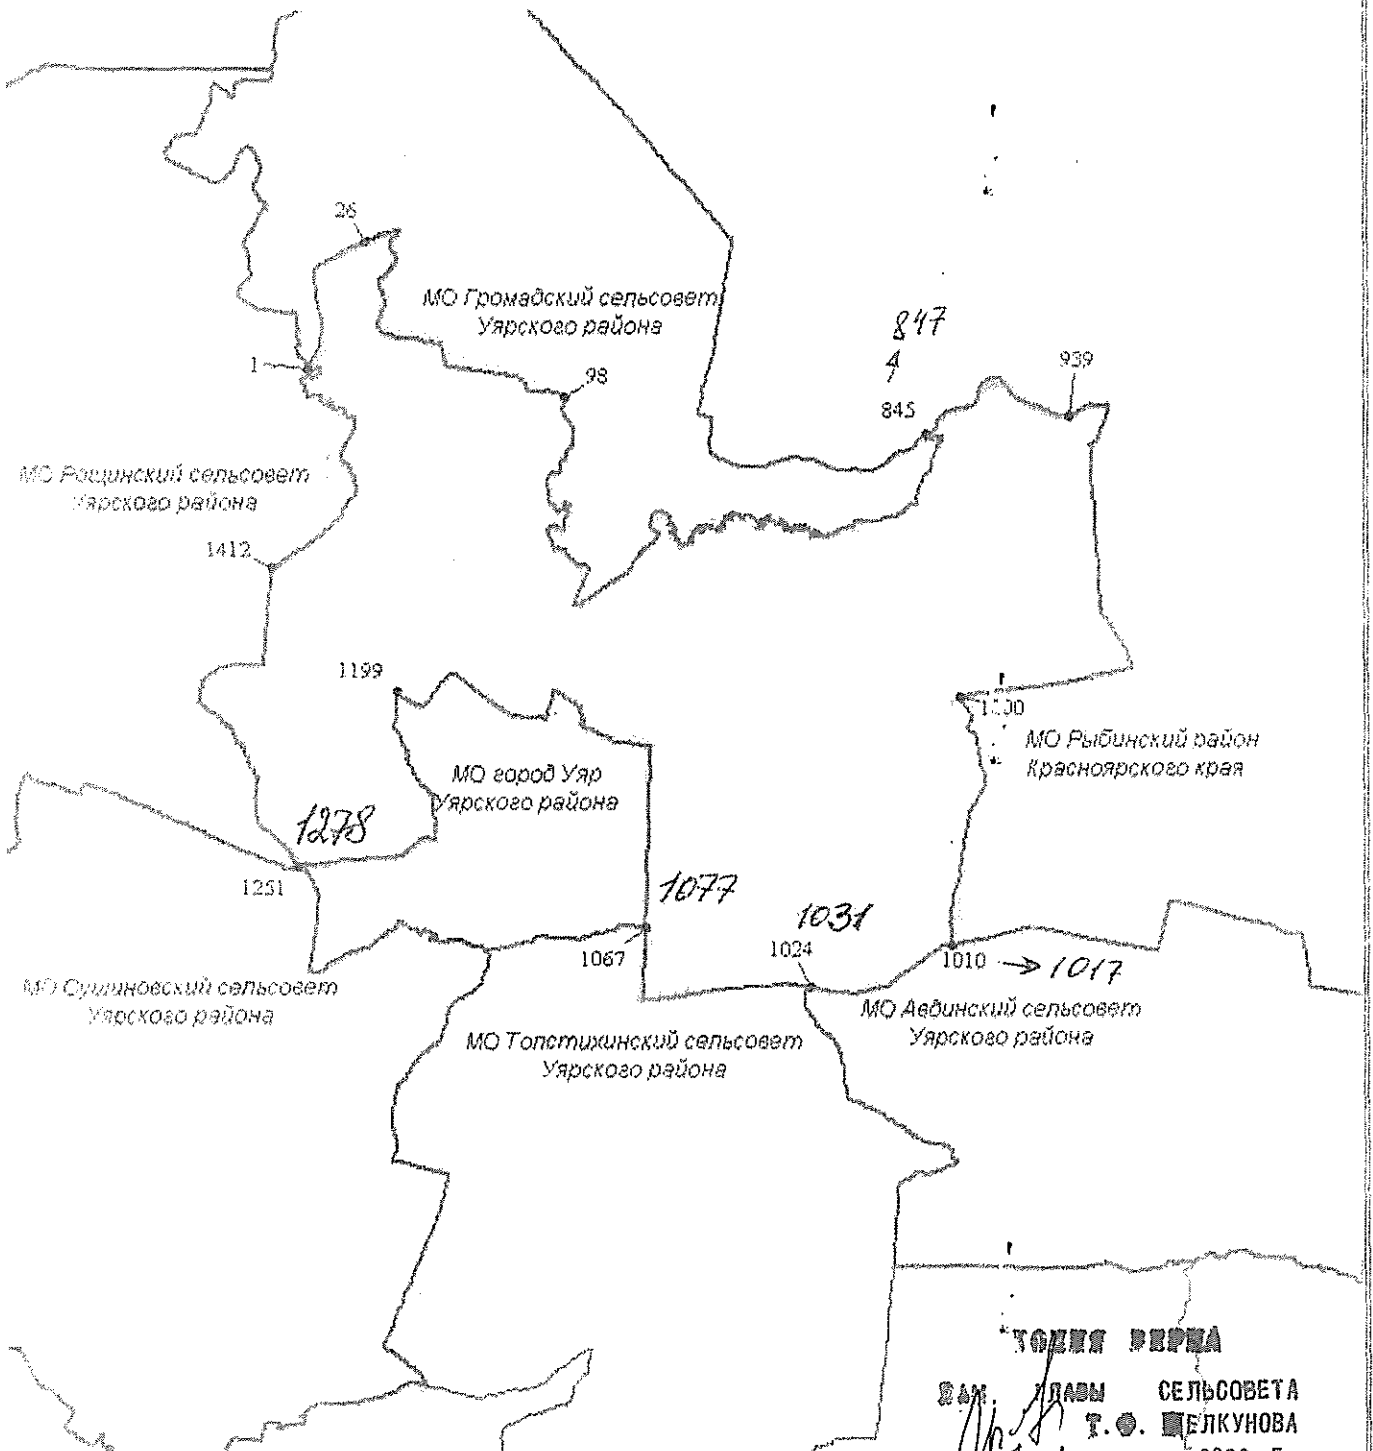 26
МО Громадский сельсовет
Уярского района
847
1
98
939
845
МО Рощинский сельсовет
Уярского района
1412
1199
МО Рыбинский район
Красноярского края
МО город Уяр
Уярского района
1278
1251
1077
1031
1067
1024
1010 → 1017
МО Сушиновский сельсовет
Уярского района
МО Авдинский сельсовет
Уярского района
МО Толстихинский сельсовет
Уярского района
ВЕРНА
ЗАМ. ГЛАВЫ СЕЛЬСОВЕТА
ЩЕЛКУНОВА